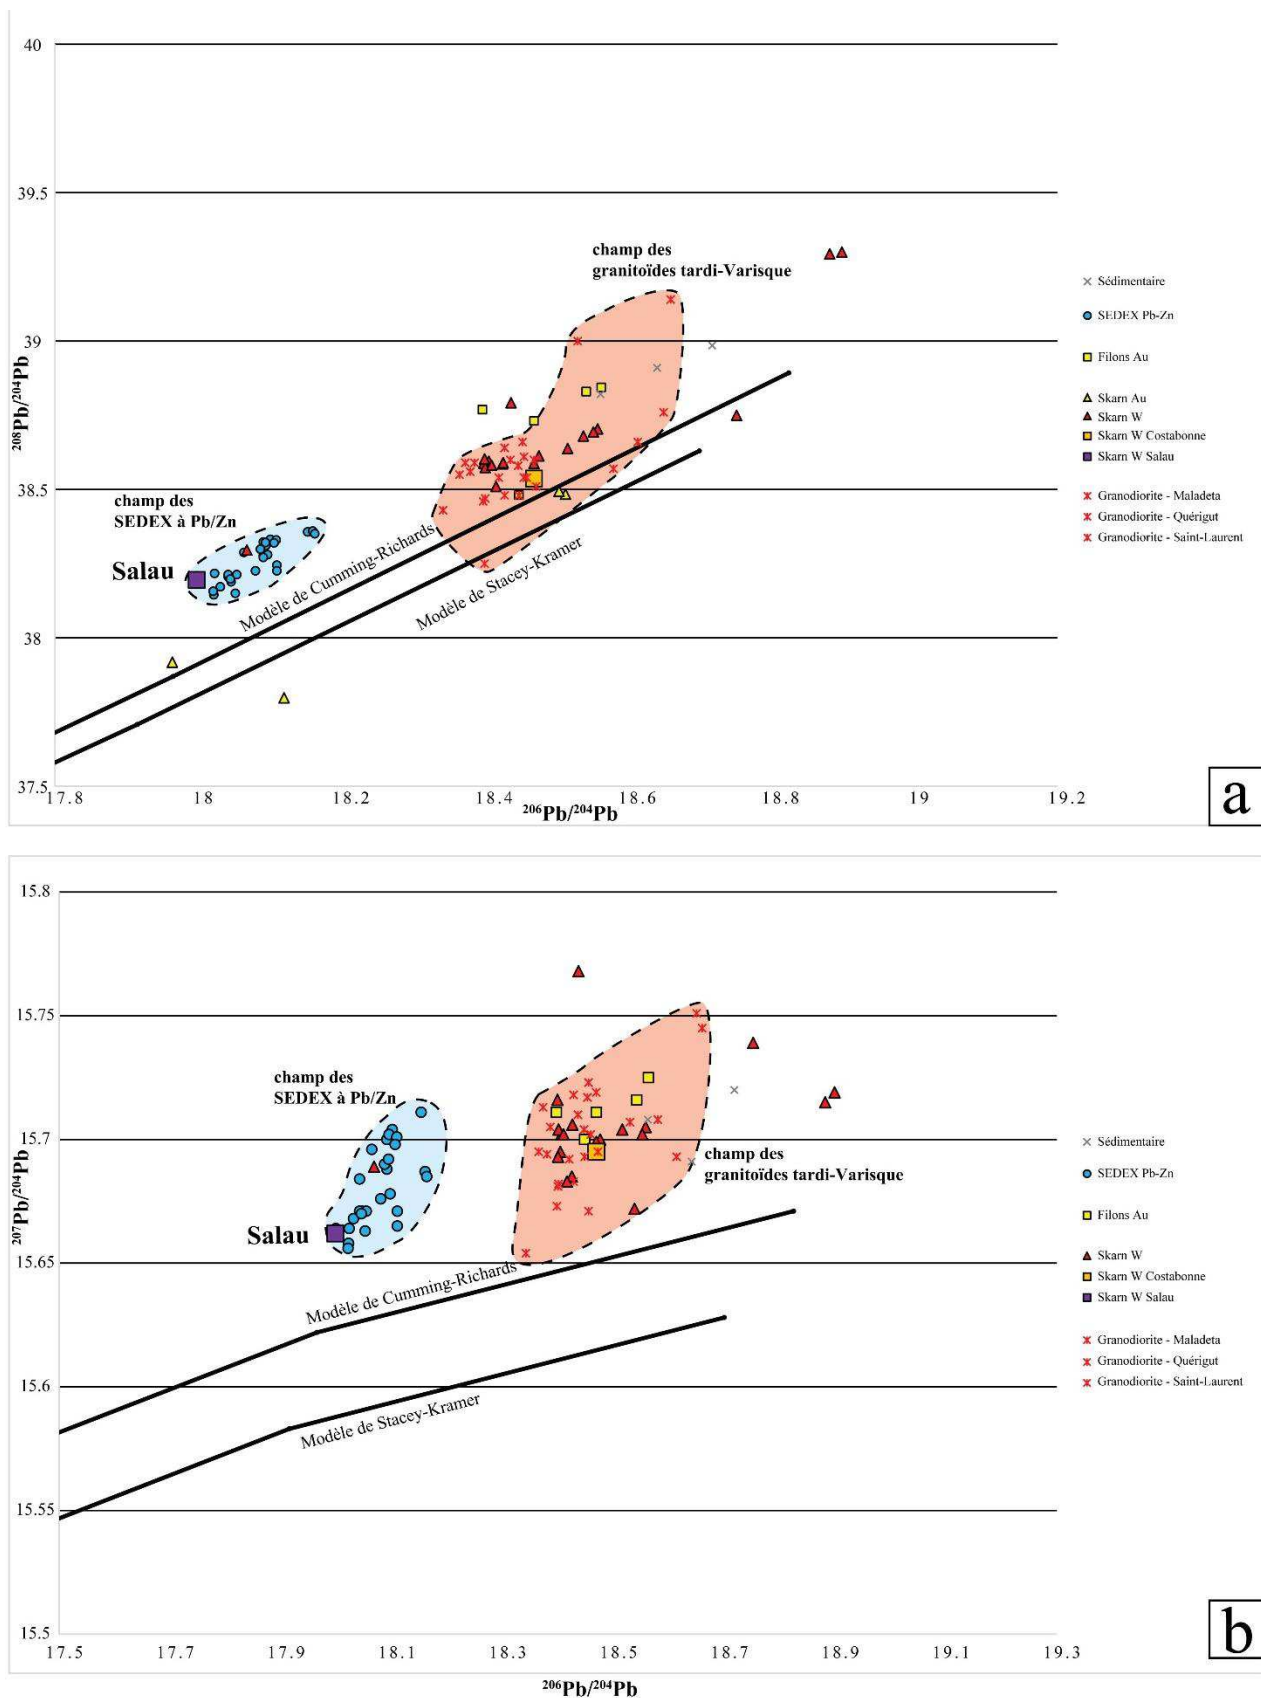 40
39.5
39
38.5
38
37.5
208Pb/204Pb
champ des
granitoïdes tardi-Varisque
champ des
SEDEX à Pb/Zn
Salau
Modèle de Cumming-Richards
Modèle de Stacey-Kramer
17.8 18 18.2 18.4 18.6 18.8 19 19.2
206Pb/204Pb
Sédimentaire
SEDEX Pb-Zn
Filons Au
Skarn Au
Skarn W
Skarn W Costabonne
Skarn W Salau
Granodiorite - Maladeta
Granodiorite - Quérigut
Granodiorite - Saint-Laurent
a
15.8
15.75
15.7
15.65
15.6
15.55
15.5
207Pb/204Pb
champ des
SEDEX à Pb/Zn
champ des
granitoïdes tardi-Varisque
Salau
Modèle de Cumming-Richards
Modèle de Stacey-Kramer
17.5 17.7 17.9 18.1 18.3 18.5 18.7 18.9 19.1 19.3
206Pb/204Pb
Sédimentaire
SEDEX Pb-Zn
Filons Au
Skarn W
Skarn W Costabonne
Skarn W Salau
Granodiorite - Maladeta
Granodiorite - Quérigut
Granodiorite - Saint-Laurent
b